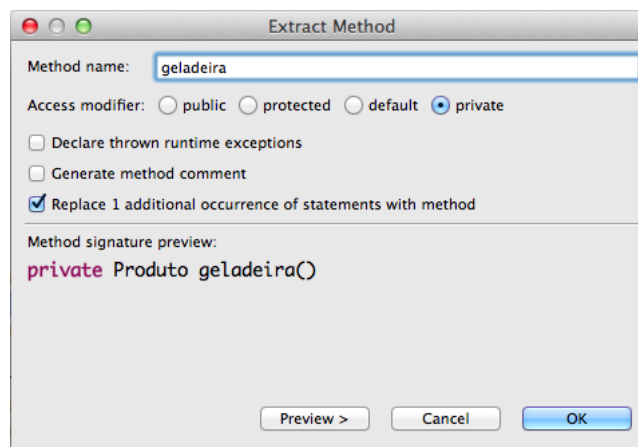 Extract Method
Method name: geladeira
Access modifier: public protected default private
Declare thrown runtime exceptions
Generate method comment
Replace 1 additional occurrence of statements with method
Method signature preview:
private Produto geladeira()
Preview > Cancel OK